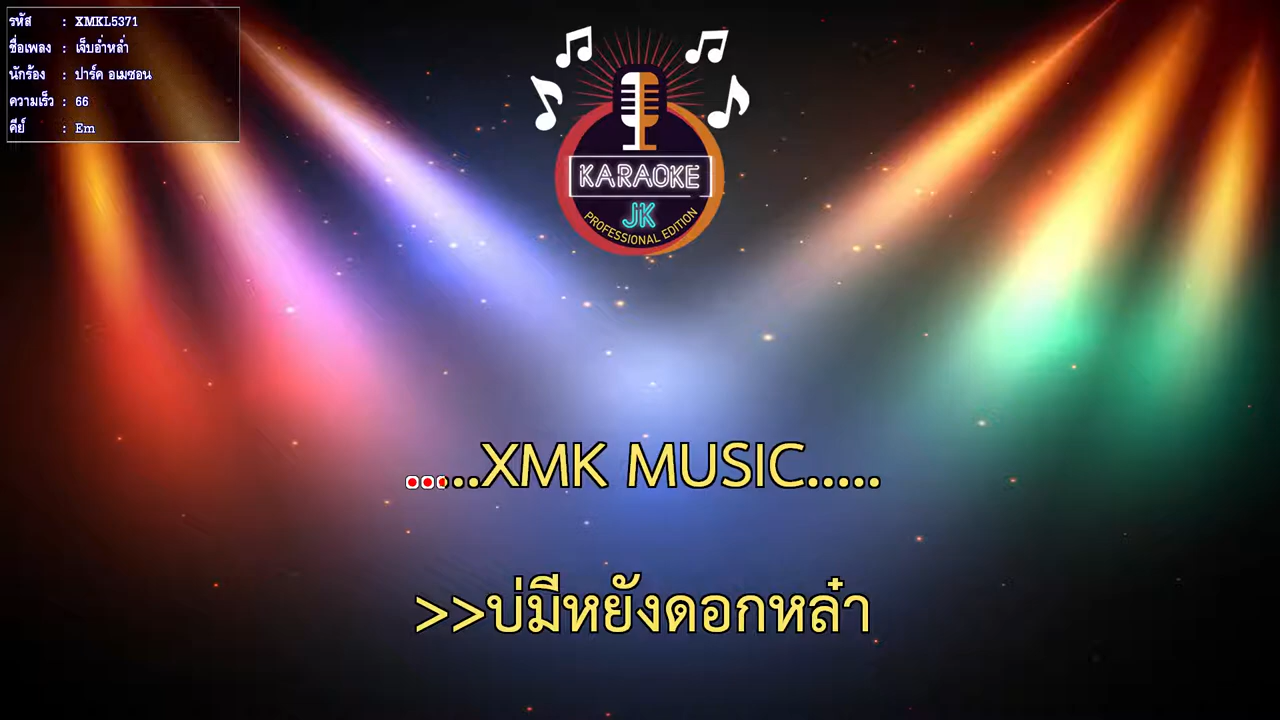 รหัส : XMKL5371
ชื่อเพลง : เจ็บอ่ำหล่ำ
นักร้อง : ปาร์ค อเมซอน
ความเร็ว : 66
คีย์ : Em
KARAOKE
JK
PROFESSIONAL EDITION
.....XMK MUSIC.....
>>บ่มีหยังดอกหล๋า